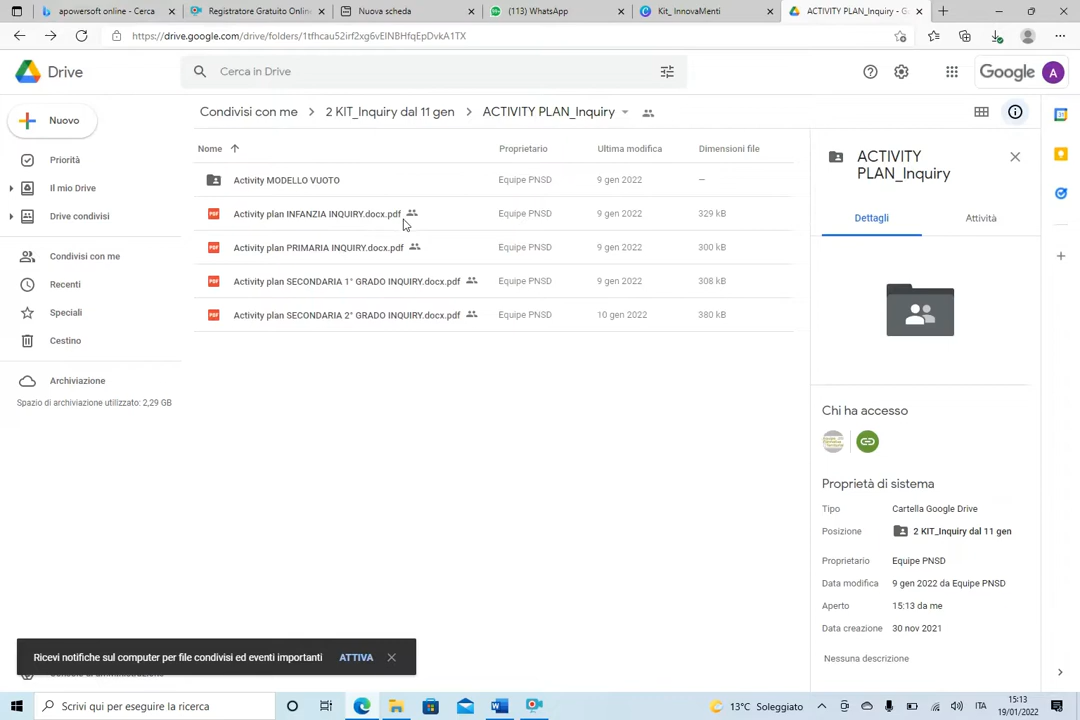 apowersoft online - Cerca
Registratore Gratuito Online
Nuova scheda
(113) WhatsApp
Kit_ InnovaMenti
ACTIVITY PLAN_Inquiry - G
https://drive.google.com/drive/folders/1tfhcau52irf2xg6vEINBHfqEpDvkA1TX
Drive
Cerca in Drive
Google
A
Nuovo
Condivisi con me
2 KIT_Inquiry dal 11 gen
ACTIVITY PLAN_Inquiry
Priorità
Il mio Drive
Drive condivisi
Condivisi con me
Recenti
Speciali
Cestino
Archiviazione
Spazio di archiviazione utilizzato: 2,29 GB
Nome Proprietario Ultima modifica Dimensioni file
Activity MODELLO VUOTO Equipe PNSD 9 gen 2022 —
PDF Activity plan INFANZIA INQUIRY.docx.pdf Equipe PNSD 9 gen 2022 329 kB
PDF Activity plan PRIMARIA INQUIRY.docx.pdf Equipe PNSD 9 gen 2022 300 kB
PDF Activity plan SECONDARIA 1° GRADO INQUIRY.docx.pdf Equipe PNSD 9 gen 2022 308 kB
PDF Activity plan SECONDARIA 2° GRADO INQUIRY.docx.pdf Equipe PNSD 10 gen 2022 380 kB
ACTIVITY
PLAN_Inquiry
Dettagli Attività
Chi ha accesso
Proprietà di sistema
Tipo Cartella Google Drive
Posizione 2 KIT_Inquiry dal 11 gen
Proprietario Equipe PNSD
Data modifica 9 gen 2022 da Equipe PNSD
Aperto 15:13 da me
Data creazione 30 nov 2021
Nessuna descrizione
Ricevi notifiche sul computer per file condivisi ed eventi importanti ATTIVA
Scrivi qui per eseguire la ricerca
13°C Soleggiato
ITA
15:13
19/01/2022